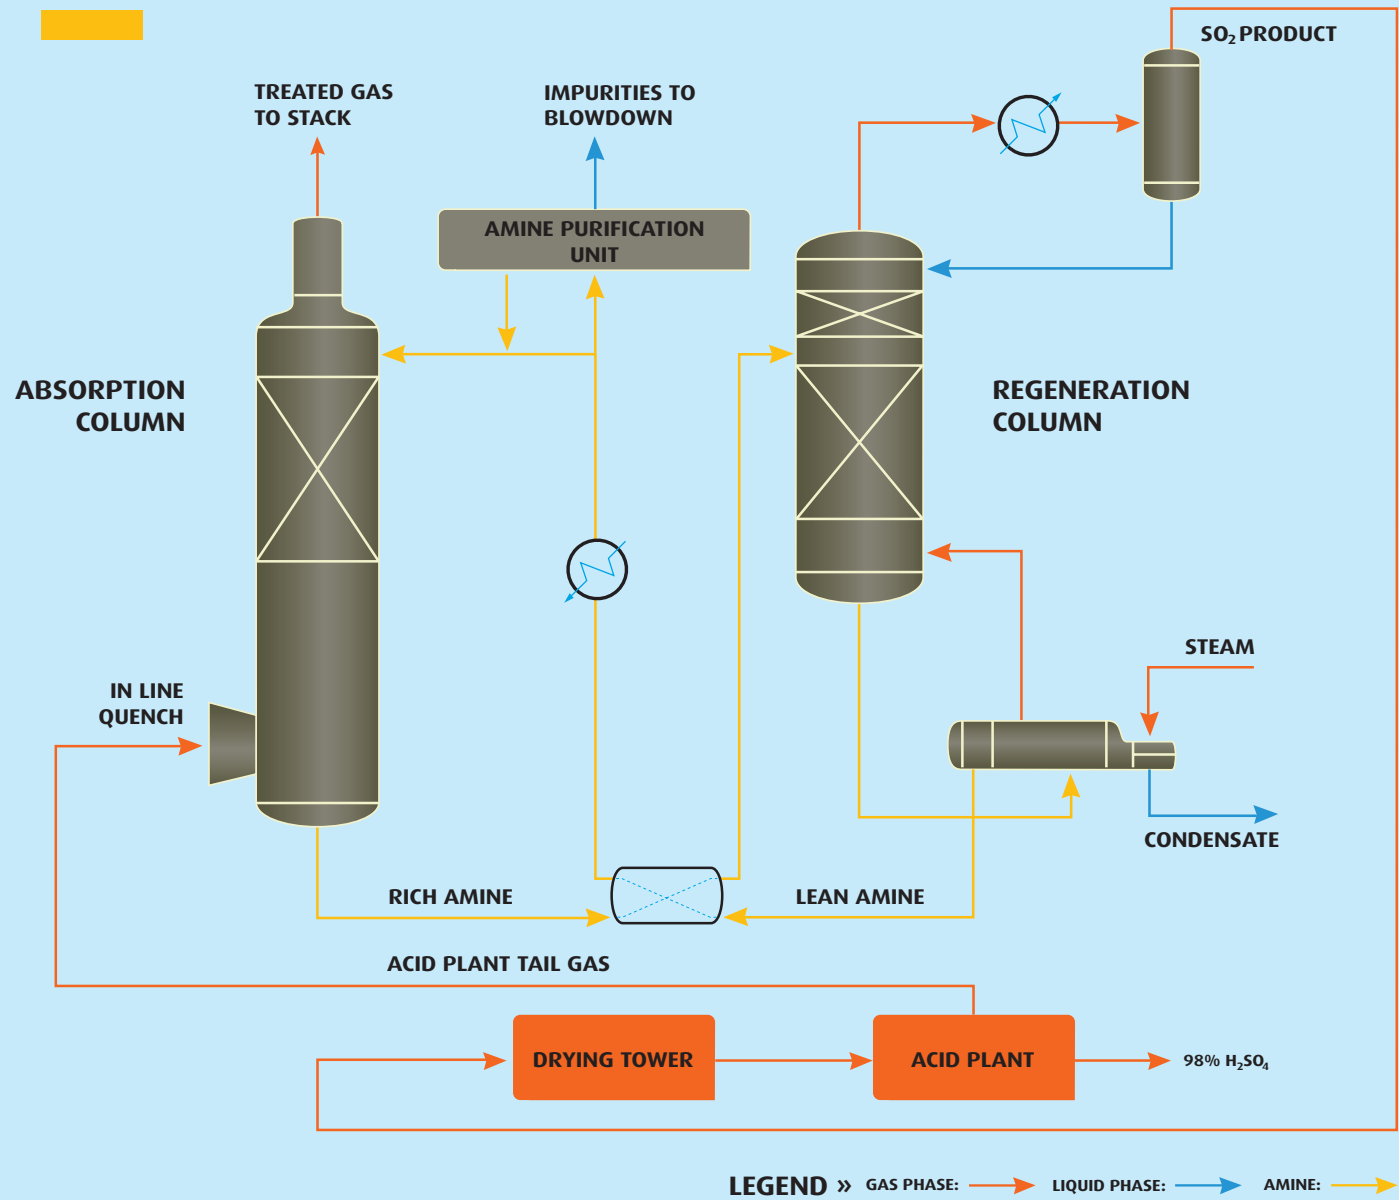 SO₂ PRODUCT
TREATED GAS
TO STACK
IMPURITIES TO
BLOWDOWN
AMINE PURIFICATION
UNIT
ABSORPTION
COLUMN
REGENERATION
COLUMN
STEAM
IN LINE
QUENCH
CONDENSATE
RICH AMINE
LEAN AMINE
ACID PLANT TAIL GAS
DRYING TOWER
ACID PLANT
98% H₂SO₄
LEGEND » GAS PHASE: LIQUID PHASE: AMINE: